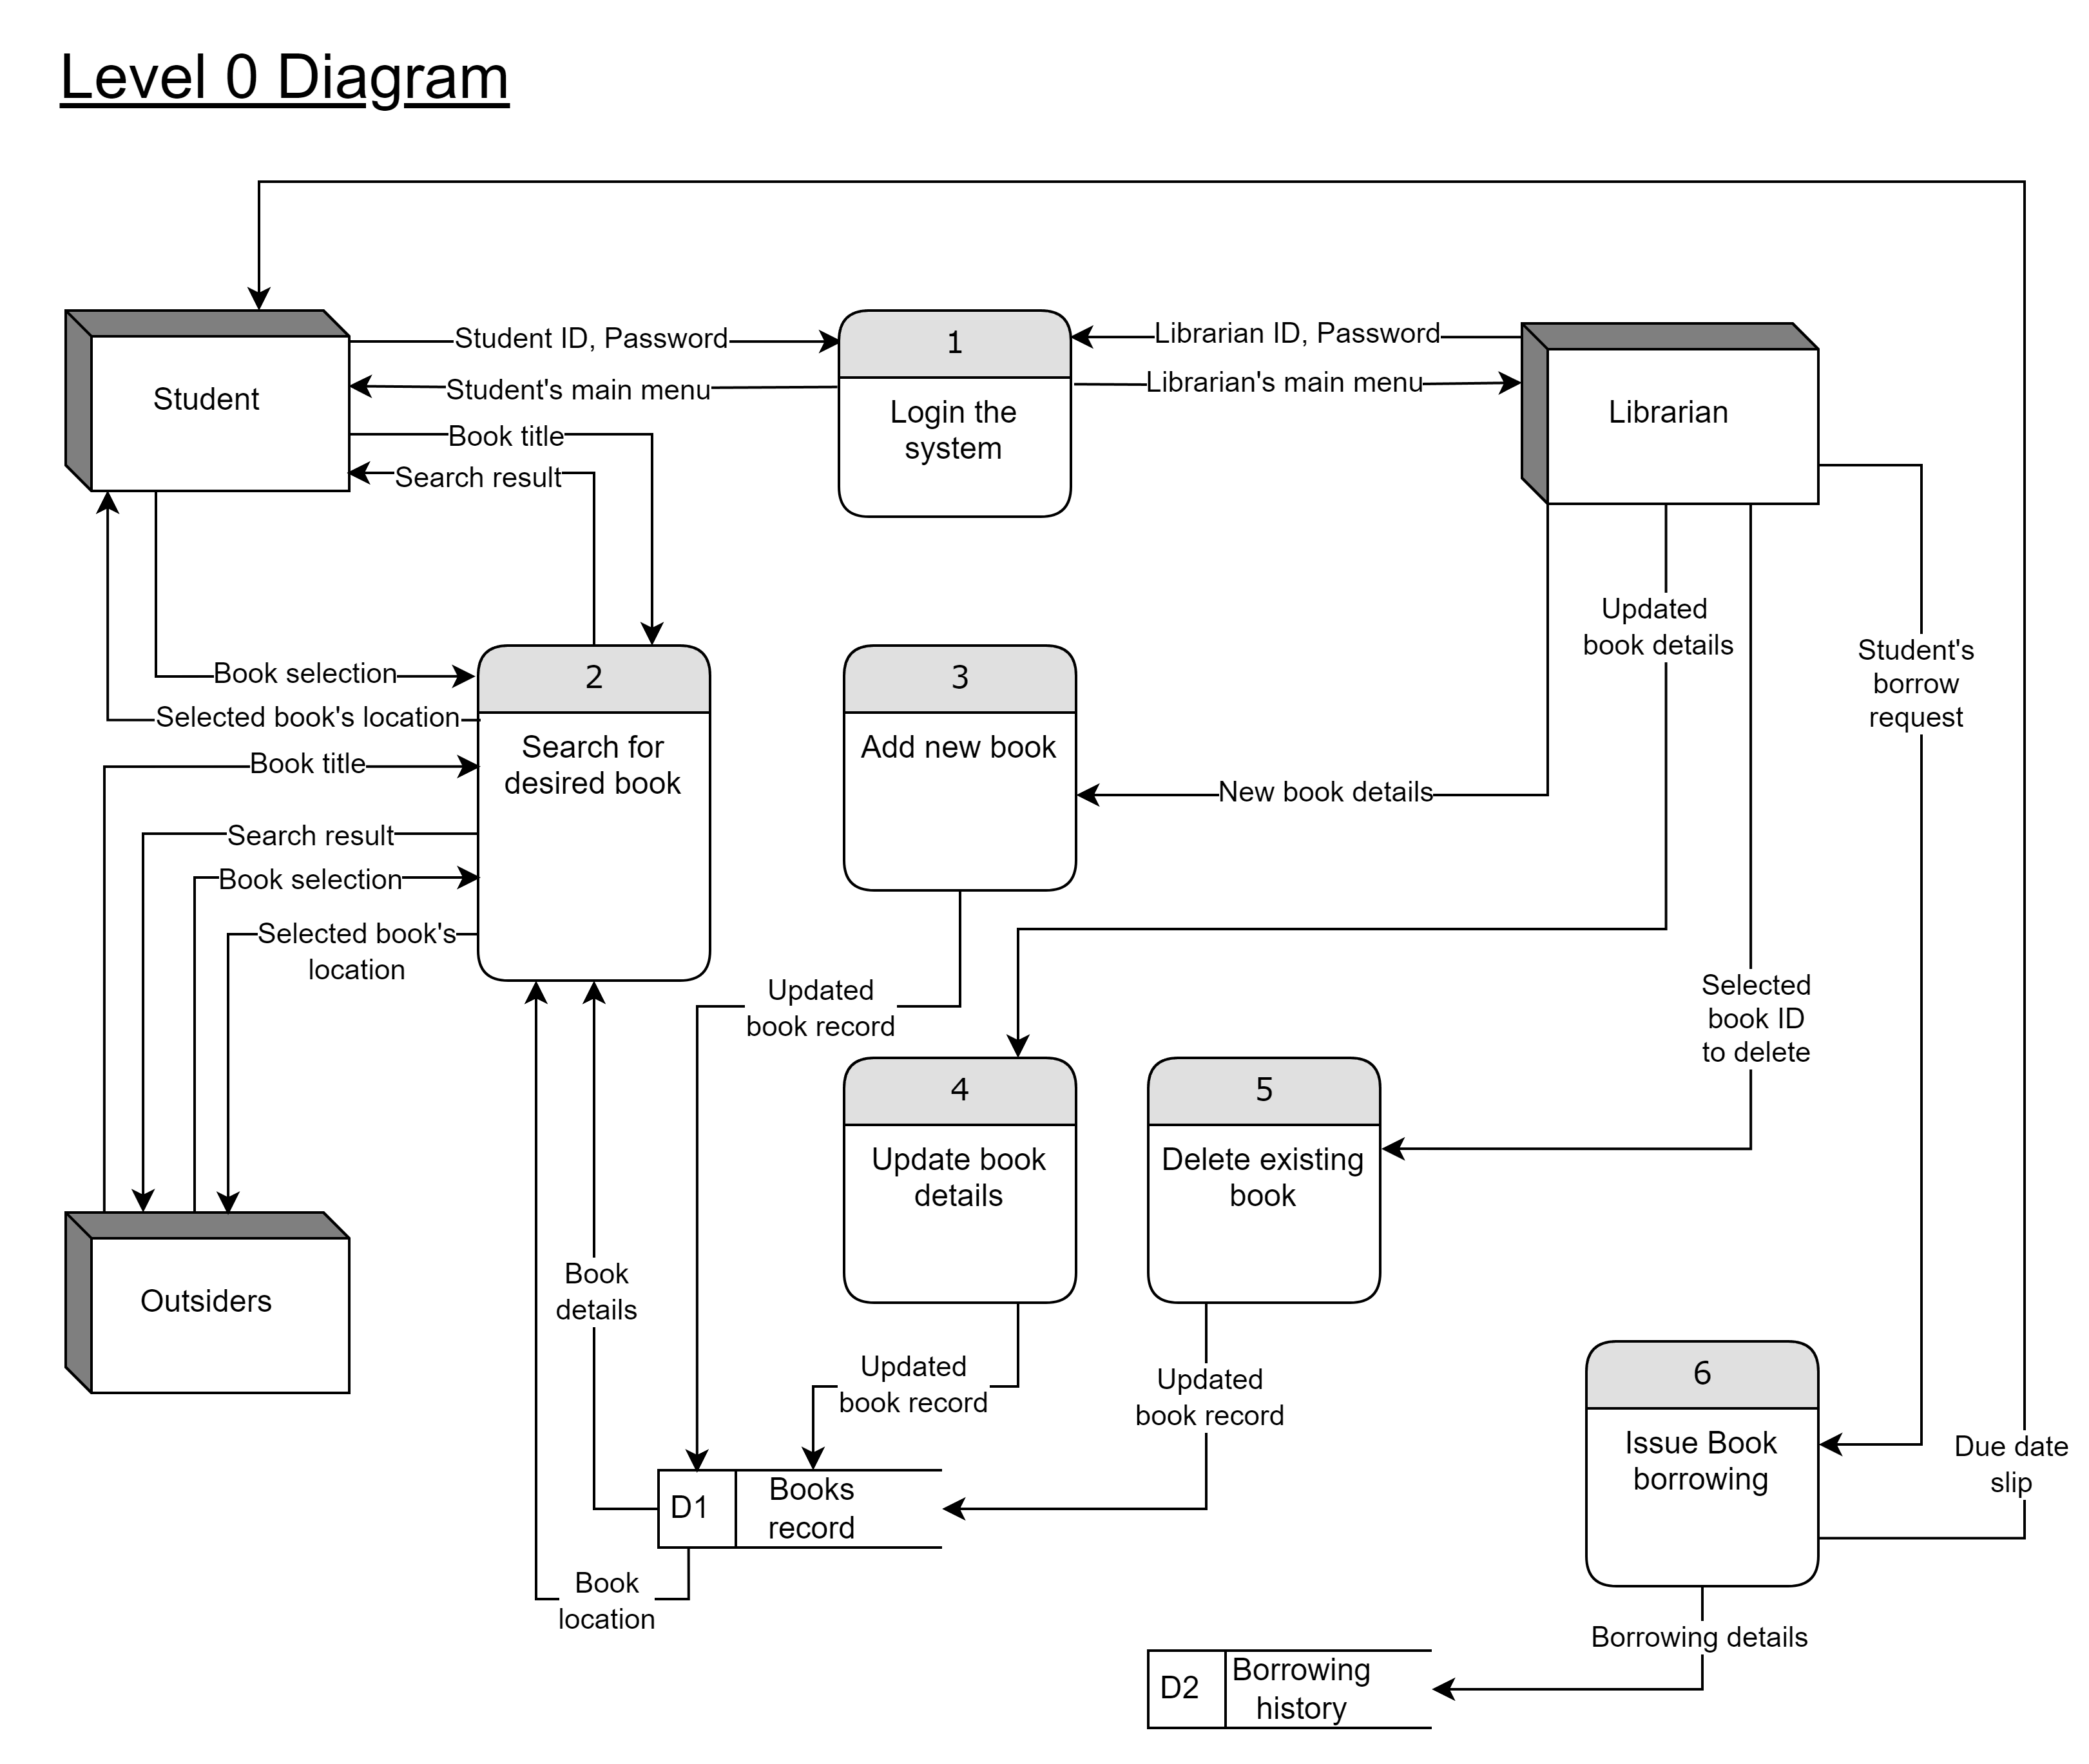 Level 0 Diagram
Student ID, Password
Student's main menu
Book title
Search result
Student
1
Login the
system
Librarian ID, Password
Librarian's main menu
Librarian
Book selection
Selected book's location
Book title
Search result
Book selection
Selected book's
location
2
Search for
desired book
3
Add new book
New book details
Updated
book details
Student's
borrow
request
Updated
book record
Selected
book ID
to delete
4
Update book
details
5
Delete existing
book
Outsiders
Book
details
Updated
book record
Updated
book record
6
Issue Book
borrowing
Due date
slip
D1
Books
record
Book
location
Borrowing details
D2
Borrowing
history